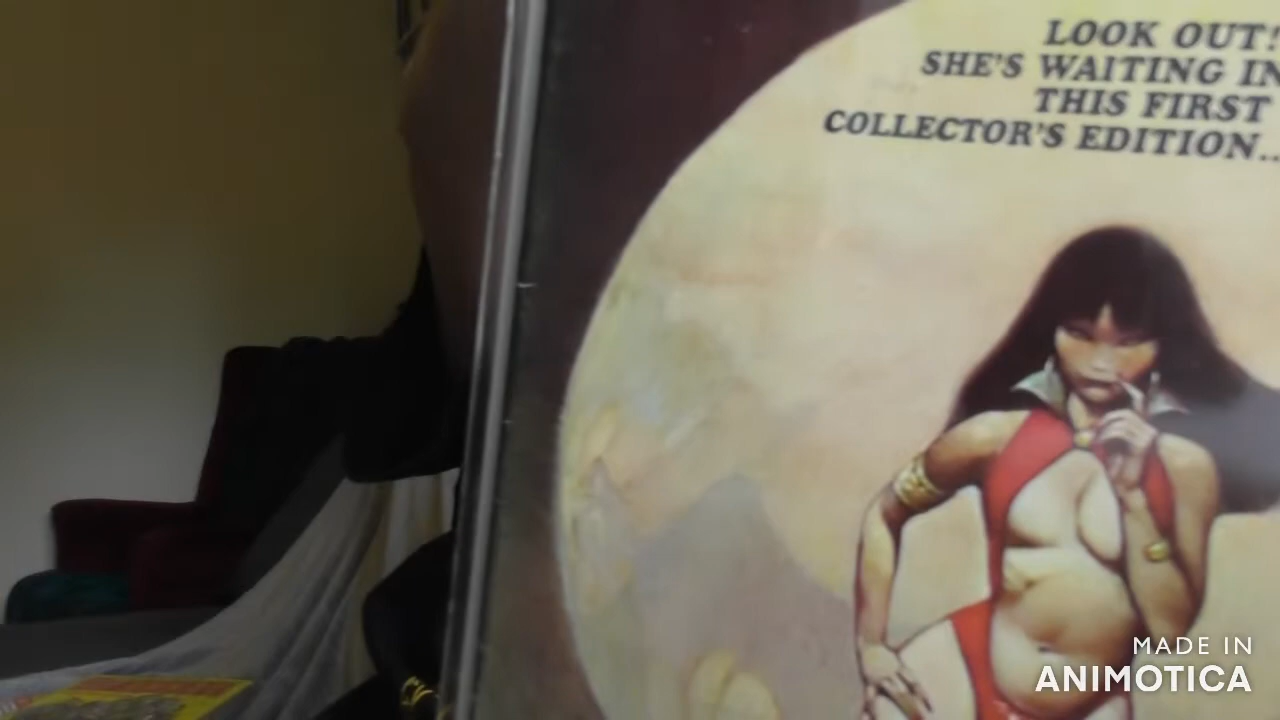 LOOK OUT!
SHE'S WAITING IN
THIS FIRST
COLLECTOR'S EDITION...
MADE IN
ANIMOTICA